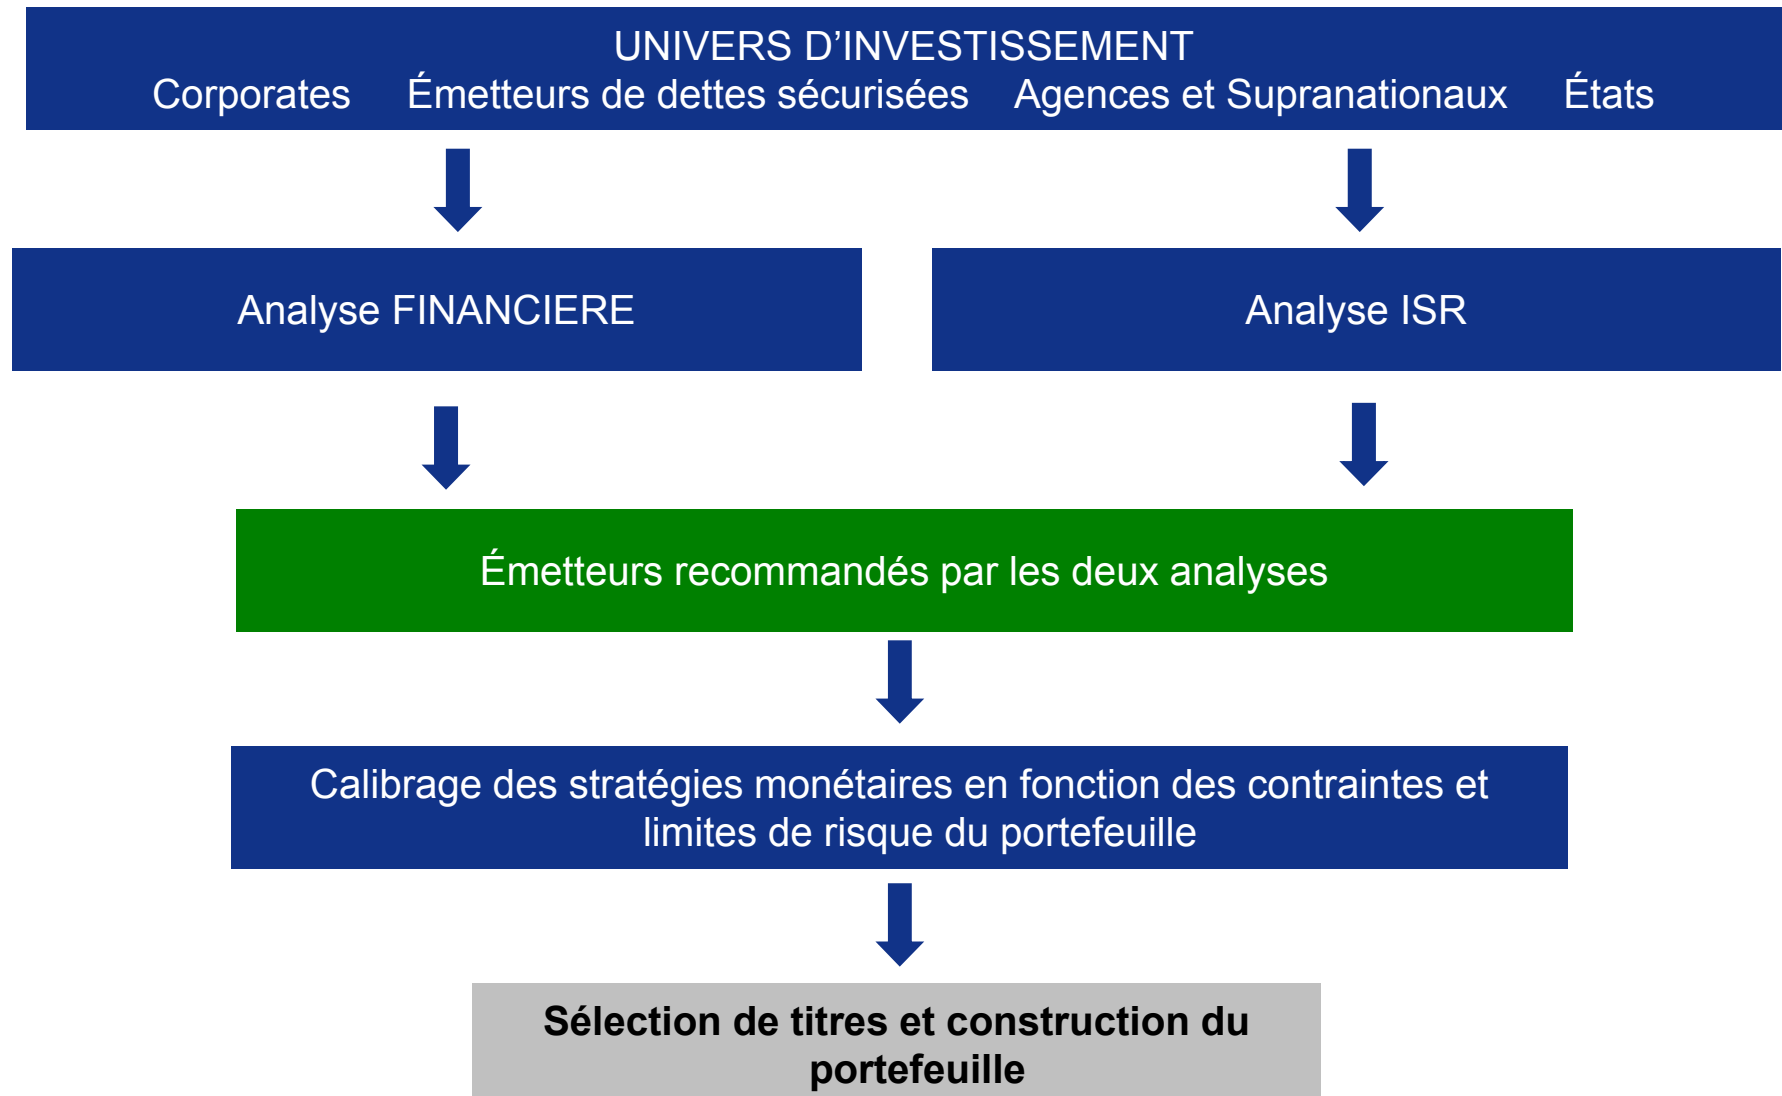 UNIVERS D’INVESTISSEMENT
Corporates Émetteurs de dettes sécurisées Agences et Supranationaux États
Analyse FINANCIERE
Analyse ISR
Émetteurs recommandés par les deux analyses
Calibrage des stratégies monétaires en fonction des contraintes et
limites de risque du portefeuille
Sélection de titres et construction du
portefeuille